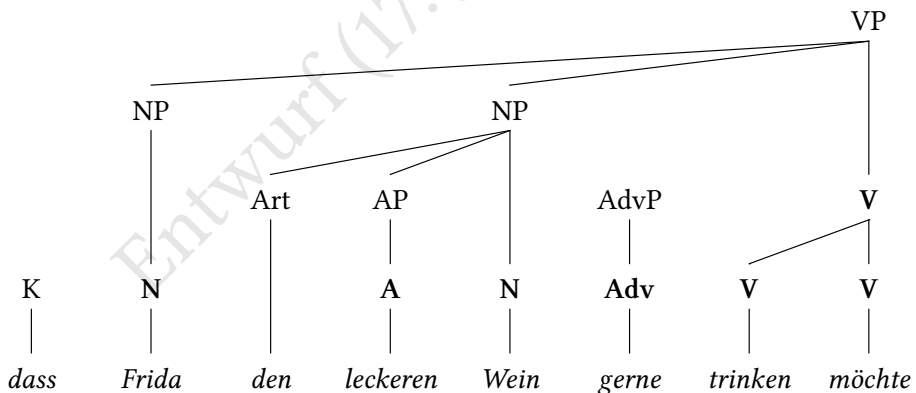 VP
NP NP
Art AP AdvP V
K N A N Adv V V
dass Frida den leckeren Wein gerne trinken möchte
Entwurf (17.